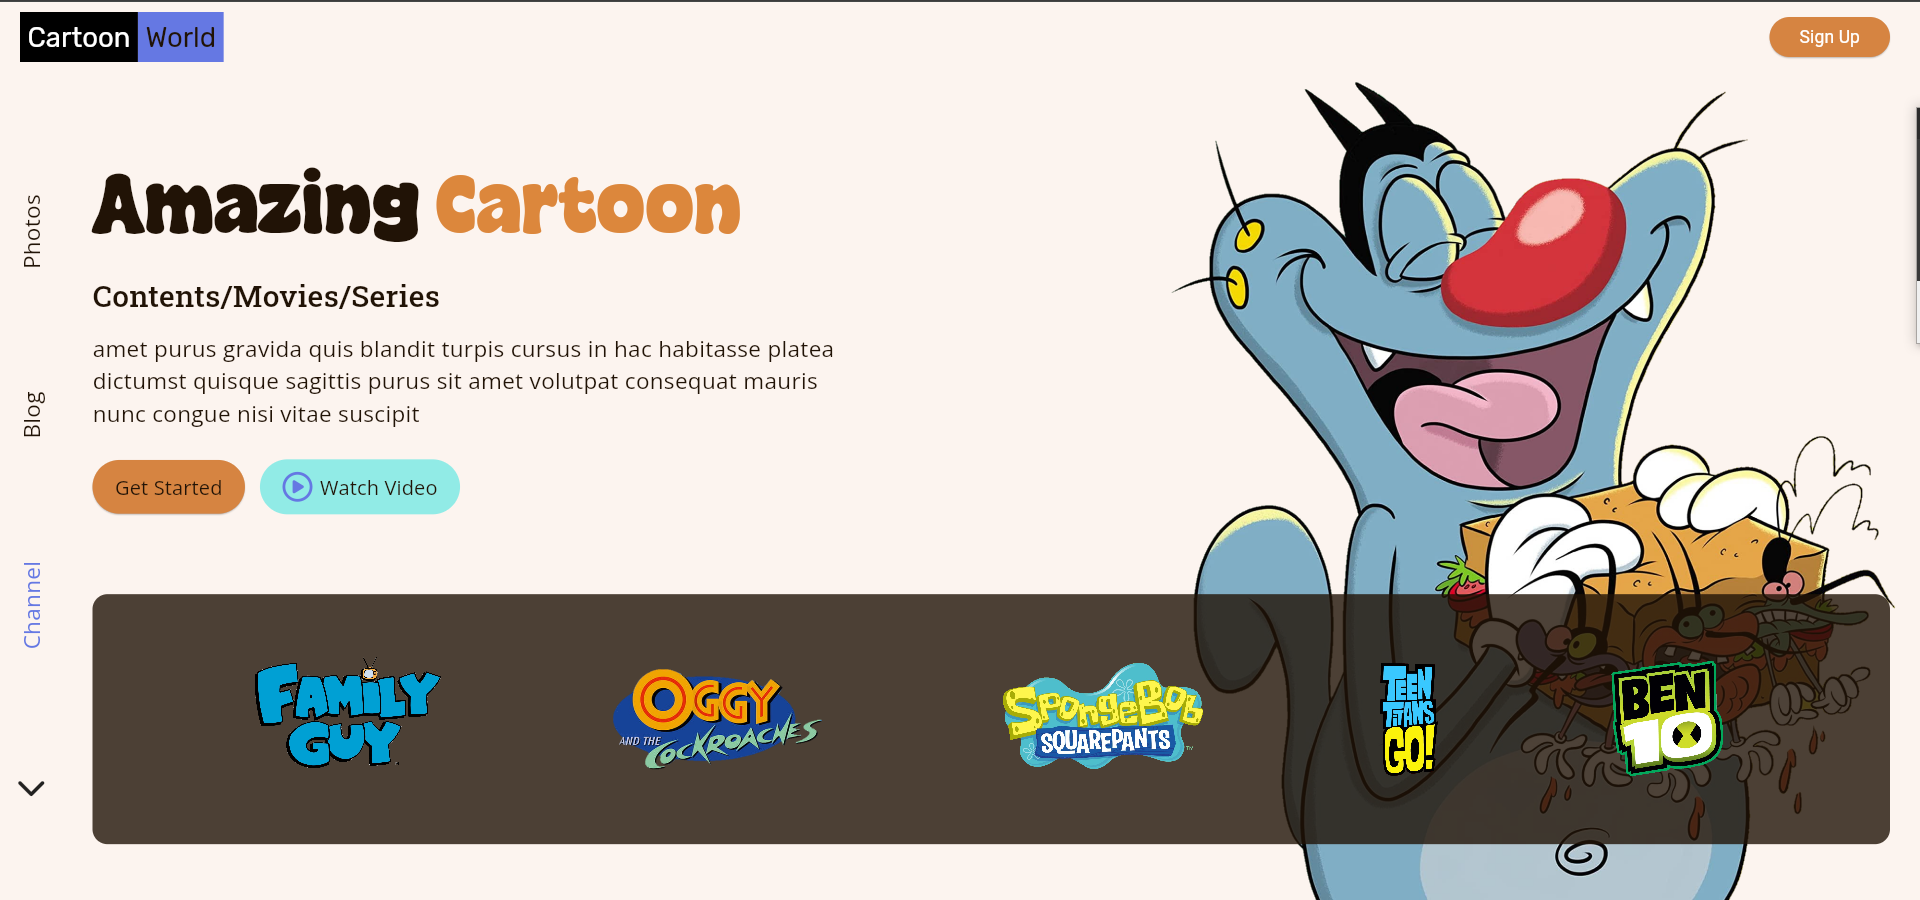 Cartoon World
Sign Up
Photos
Blog
Channel
Amazing Cartoon
Contents/Movies/Series
amet purus gravida quis blandit turpis cursus in hac habitasse platea
dictumst quisque sagittis purus sit amet volutpat consequat mauris
nunc congue nisi vitae suscipit
Get Started
Watch Video
FAMiLY
GUY
OGGY
AND THE COCKROACHES
SpongeBob
SQUAREPANTS
TM
TEEN
TITANS
GO!
BEN
10